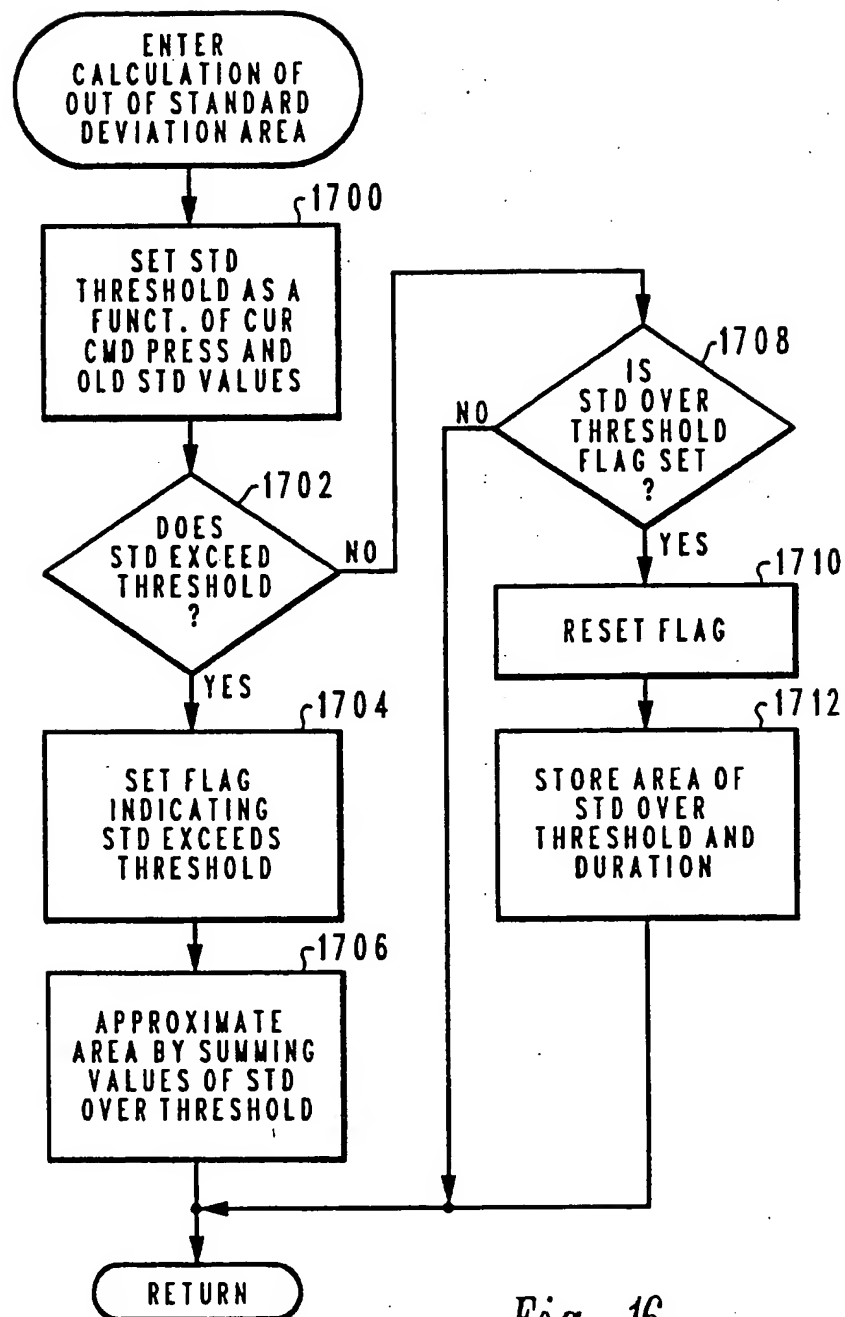 ENTER
CALCULATION OF
OUT OF STANDARD
DEVIATION AREA
1700
SET STD
THRESHOLD AS A
FUNCT. OF CUR
CMD PRESS AND
OLD STD VALUES
1702
DOES
STD EXCEED
THRESHOLD
?
NO
YES
1704
SET FLAG
INDICATING
STD EXCEEDS
THRESHOLD
1706
APPROXIMATE
AREA BY SUMMING
VALUES OF STD
OVER THRESHOLD
1708
IS
STD OVER
THRESHOLD
FLAG SET
?
NO
YES
1710
RESET FLAG
1712
STORE AREA OF
STD OVER
THRESHOLD AND
DURATION
RETURN
Fig. 16